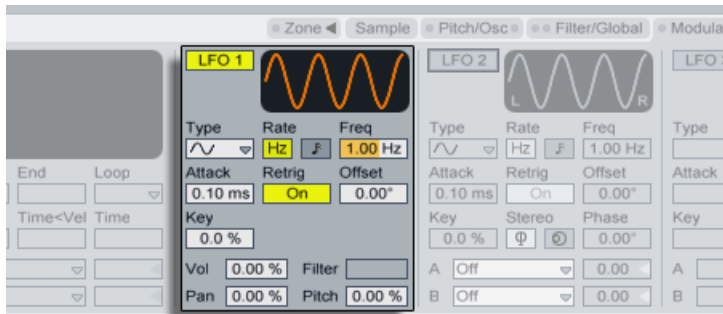 Zone Sample Pitch/Osc Filter/Global Modula
LFO 1 LFO 2 LFO
L R
Type Rate Freq Type Rate Freq Type
Hz 1.00 Hz Hz 1.00 Hz
End Loop Attack Retrig Offset Attack Retrig Offset Attack
0.10 ms On 0.00° 0.10 ms On 0.00°
Time<Vel Time Key Key Stereo Phase Key
0.0 % 0.0 % Φ 0.00°
Vol 0.00 % Filter A Off 0.00 A
Pan 0.00 % Pitch 0.00 % B Off 0.00 B